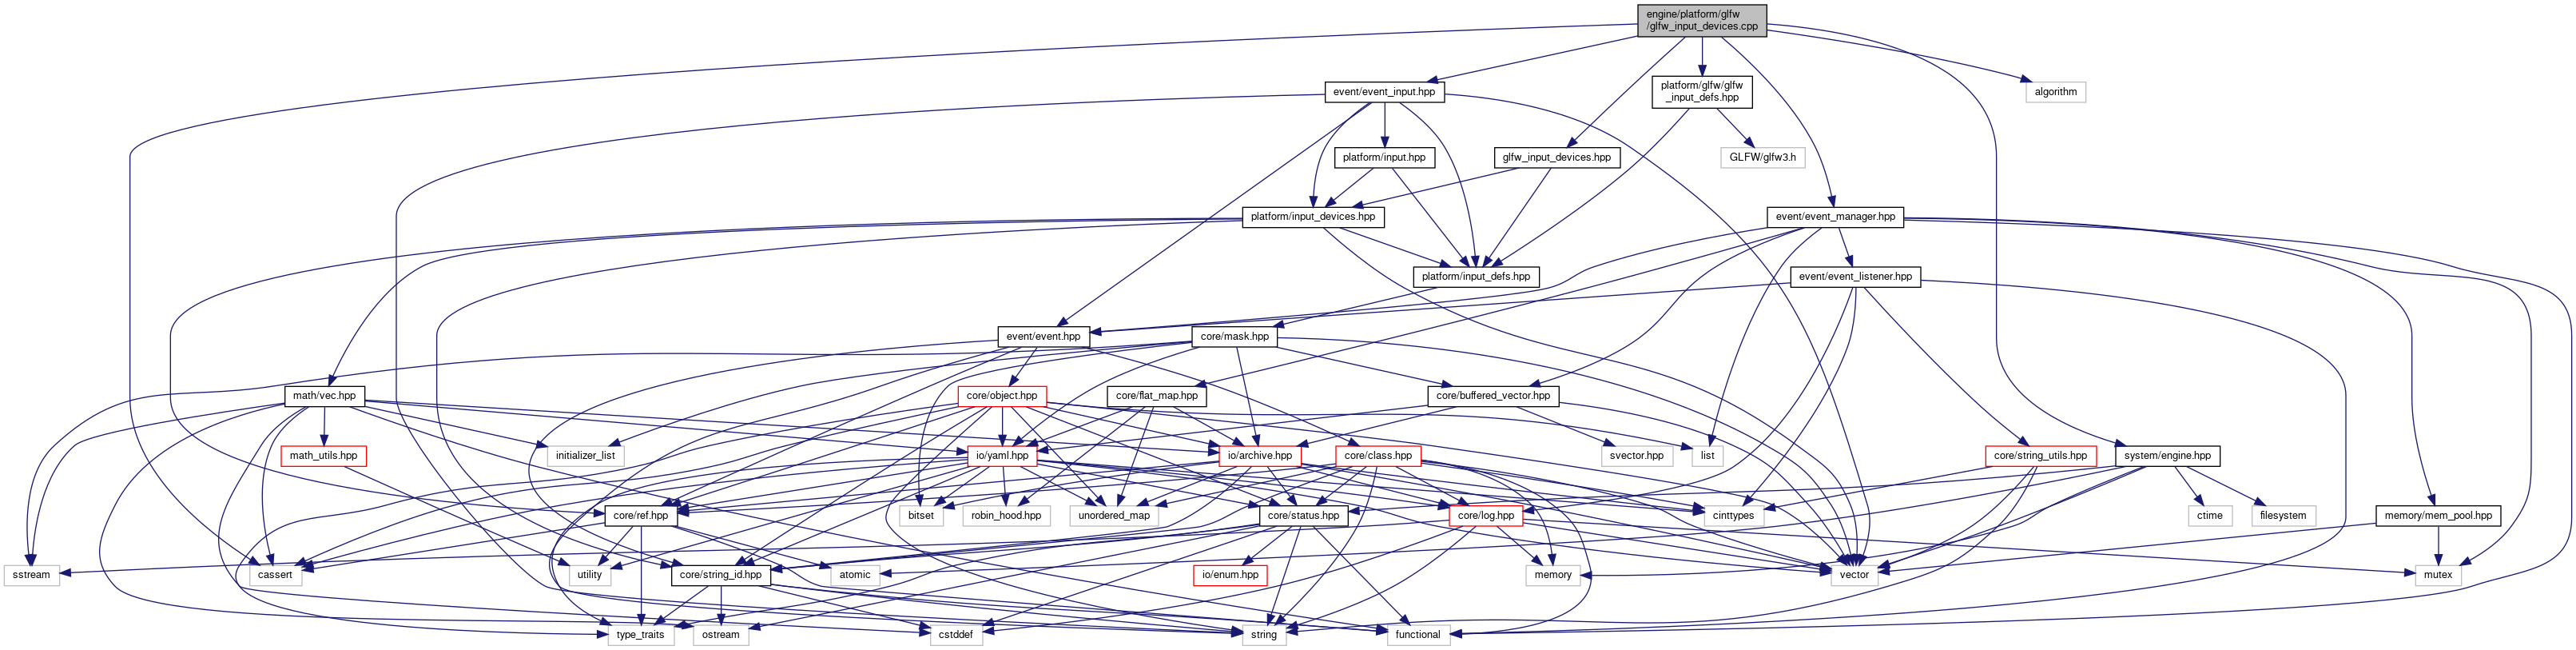 engine/platform/glfw
/glfw_input_devices.cpp
event/event_input.hpp
platform/glfw/glfw
_input_defs.hpp
algorithm
platform/input.hpp
glfw_input_devices.hpp
GLFW/glfw3.h
platform/input_devices.hpp
event/event_manager.hpp
platform/input_defs.hpp
event/event_listener.hpp
event/event.hpp
core/mask.hpp
math/vec.hpp
core/object.hpp
core/flat_map.hpp
core/buffered_vector.hpp
math_utils.hpp
initializer_list
io/yaml.hpp
io/archive.hpp
core/class.hpp
svector.hpp
list
core/string_utils.hpp
system/engine.hpp
core/ref.hpp
bitset
robin_hood.hpp
unordered_map
core/status.hpp
core/log.hpp
cinttypes
memory/mem_pool.hpp
ctime
filesystem
sstream
cassert
utility
core/string_id.hpp
atomic
io/enum.hpp
memory
vector
mutex
type_traits
ostream
cstddef
string
functional